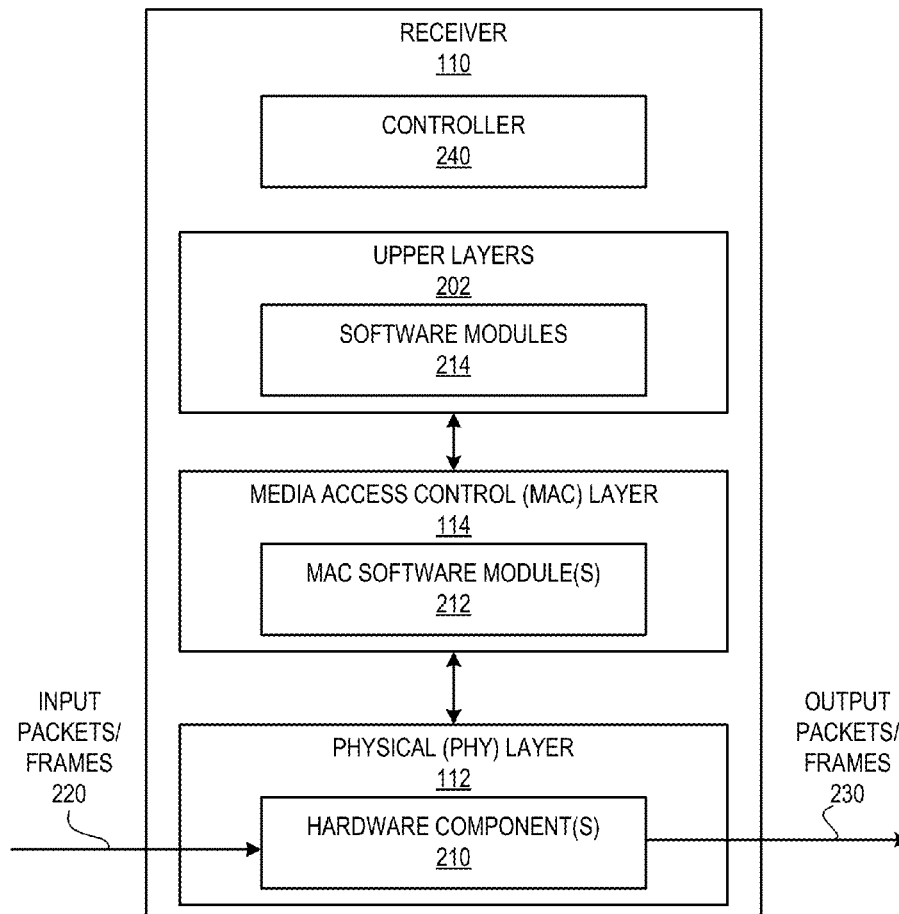 RECEIVER
110
CONTROLLER
240
UPPER LAYERS
202
SOFTWARE MODULES
214
MEDIA ACCESS CONTROL (MAC) LAYER
114
MAC SOFTWARE MODULE(S)
212
INPUT
PACKETS/
FRAMES
220
PHYSICAL (PHY) LAYER
112
HARDWARE COMPONENT(S)
210
OUTPUT
PACKETS/
FRAMES
230